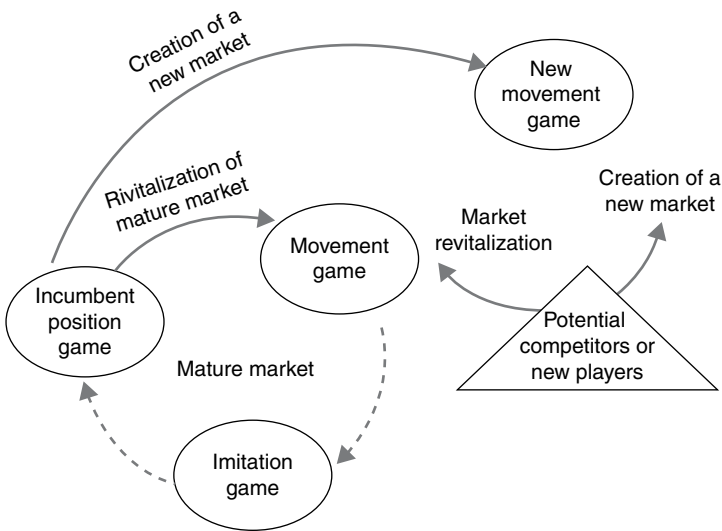 Creation of a
new market
New
movement
game
Rivitalization of
mature market
Creation of a
new market
Market
revitalization
Movement
game
Incumbent
position
game
Potential
competitors or
new players
Mature market
Imitation
game